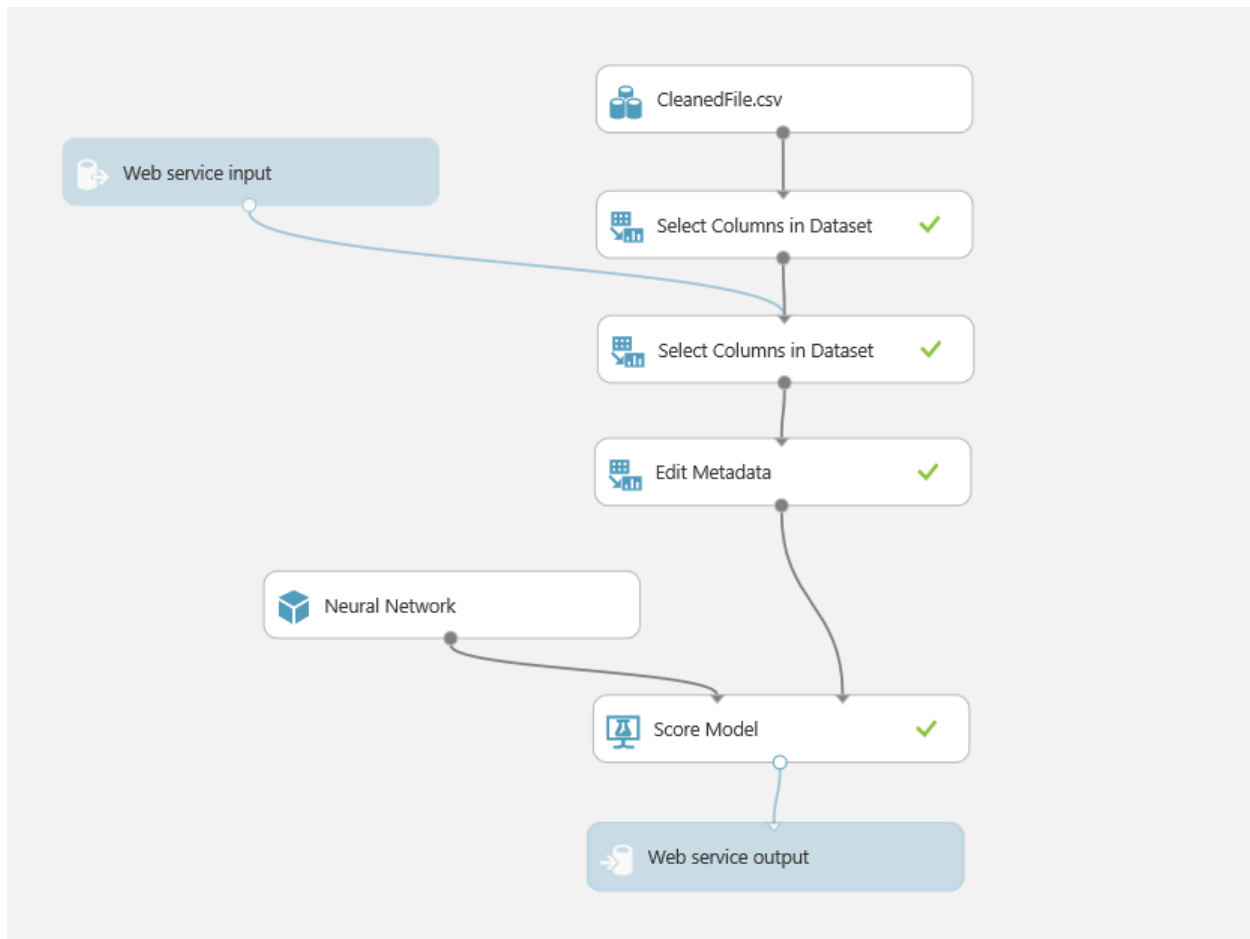 CleanedFile.csv
Web service input
Select Columns in Dataset
Select Columns in Dataset
Edit Metadata
Neural Network
Score Model
Web service output